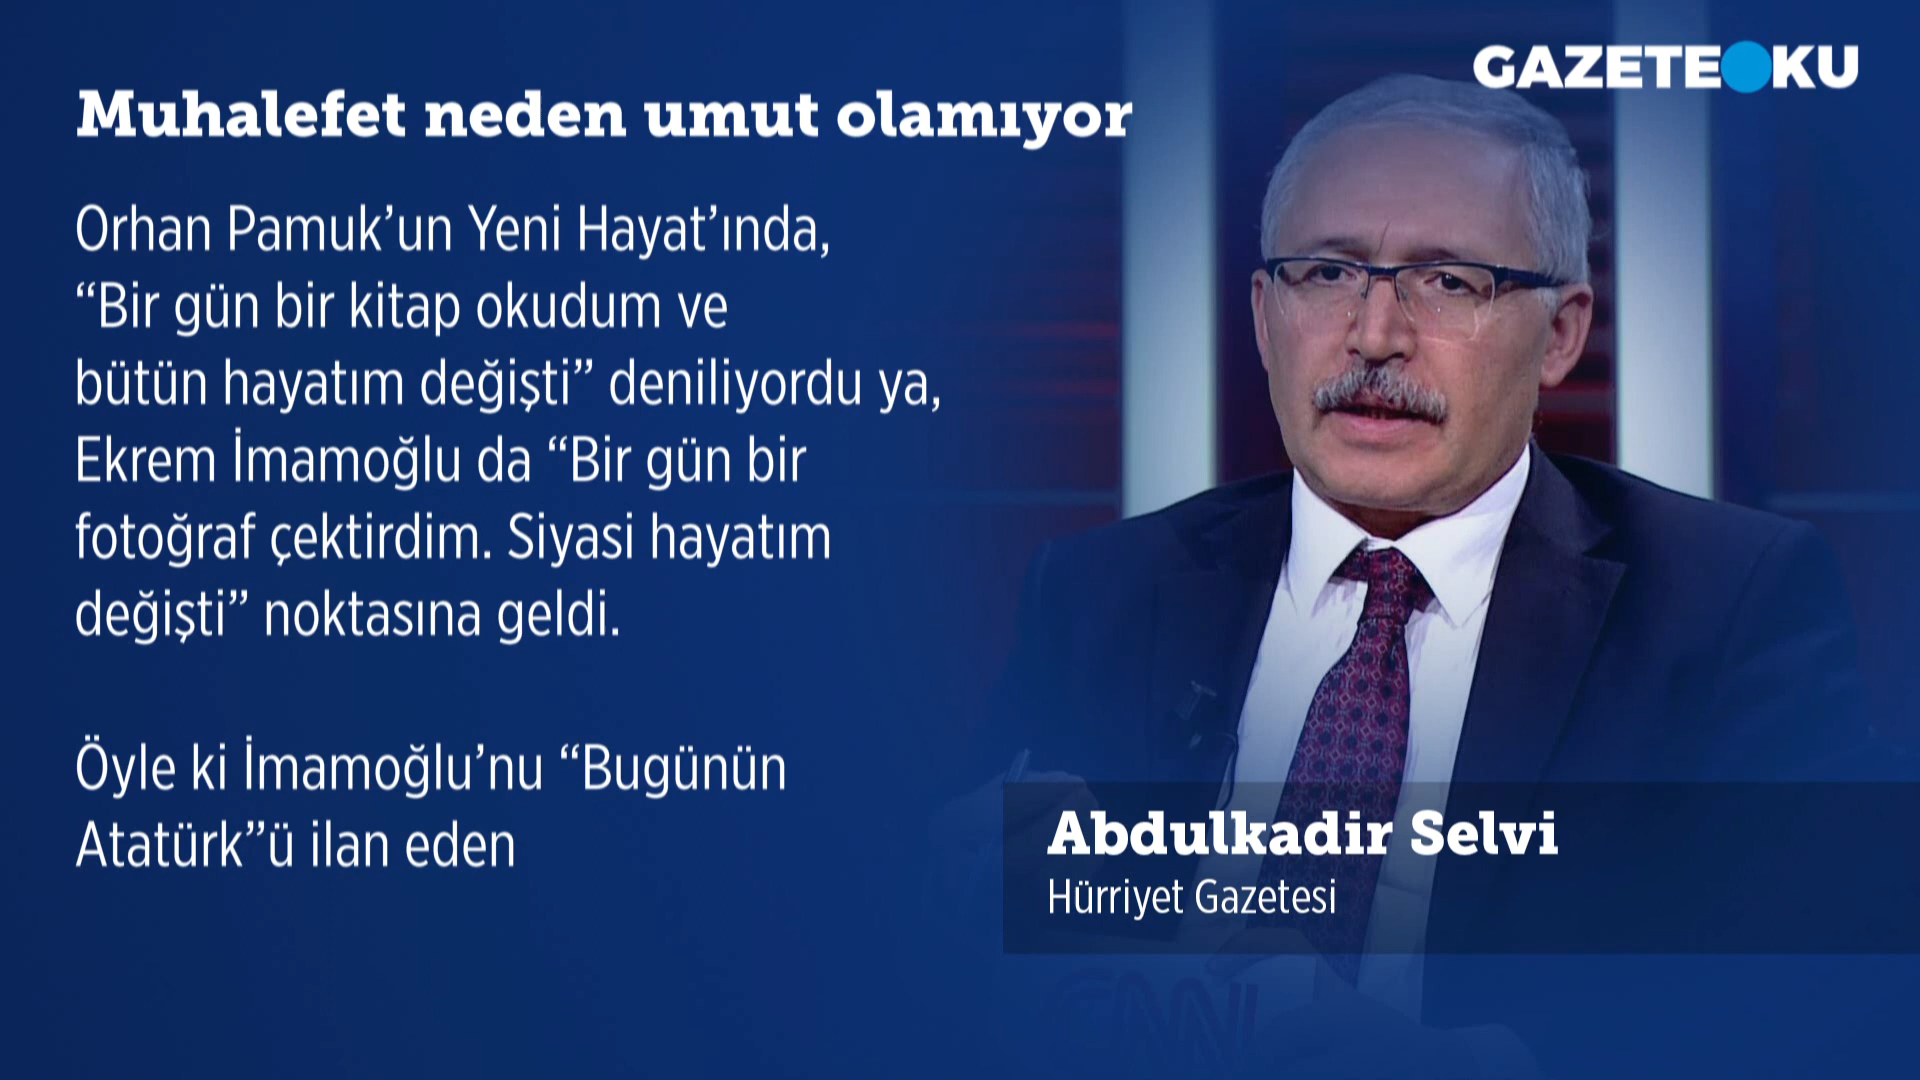 GAZETE OKU
Muhalefet neden umut olamıyor
Orhan Pamuk’un Yeni Hayat’ında,
“Bir gün bir kitap okudum ve
bütün hayatım değişti” deniliyordu ya,
Ekrem İmamoğlu da “Bir gün bir
fotoğraf çektirdim. Siyasi hayatım
değişti” noktasına geldi.
Öyle ki İmamoğlu’nu “Bugünün
Atatürk”ü ilan eden
Abdulkadir Selvi
Hürriyet Gazetesi
CNN